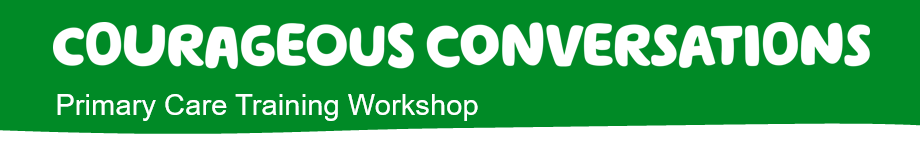 COURAGEOUS CONVERSATIONS
Primary Care Training Workshop